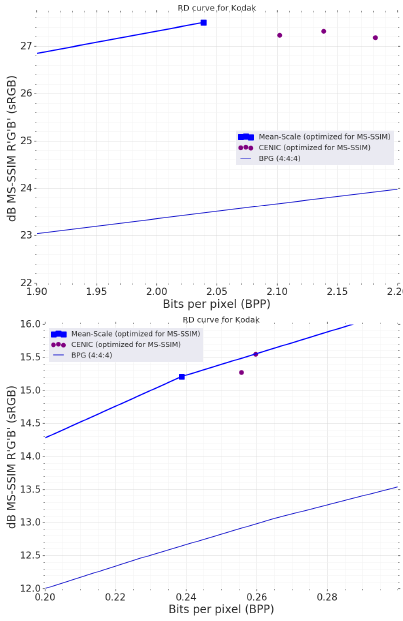 RD curve for Kodak
27
26
25
24
23
22
dB MS-SSIM R'G'B' (sRGB)
Mean-Scale (optimized for MS-SSIM)
CENIC (optimized for MS-SSIM)
BPG (4:4:4)
1.90 1.95 2.00 2.05 2.10 2.15 2.20
Bits per pixel (BPP)
RD curve for Kodak
16.0
15.5
15.0
14.5
14.0
13.5
13.0
12.5
12.0
dB MS-SSIM R'G'B' (sRGB)
Mean-Scale (optimized for MS-SSIM)
CENIC (optimized for MS-SSIM)
BPG (4:4:4)
0.20 0.22 0.24 0.26 0.28
Bits per pixel (BPP)